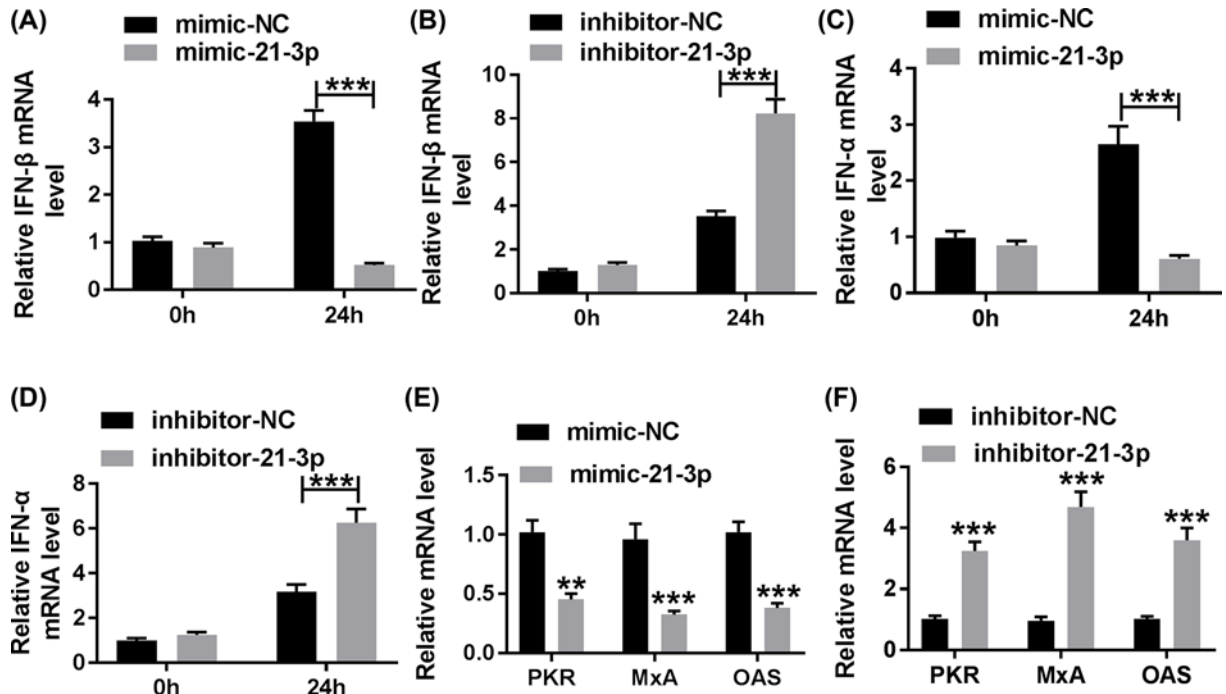 (A)
mimic-NC
mimic-21-3p
Relative IFN-β mRNA
level
4
3
2
1
0
***
0h
24h
(B)
inhibitor-NC
inhibitor-21-3p
Relative IFN-β mRNA
level
10
8
6
4
2
0
***
0h
24h
(C)
mimic-NC
mimic-21-3p
Relative IFN-α mRNA
level
4
3
2
1
0
***
0h
24h
(D)
inhibitor-NC
inhibitor-21-3p
Relative IFN-α
mRNA level
8
6
4
2
0
***
0h
24h
(E)
mimic-NC
mimic-21-3p
Relative mRNA level
1.5
1.0
0.5
0.0
**
***
***
PKR
MxA
OAS
(F)
inhibitor-NC
inhibitor-21-3p
Relative mRNA level
6
4
2
0
***
***
***
PKR
MxA
OAS